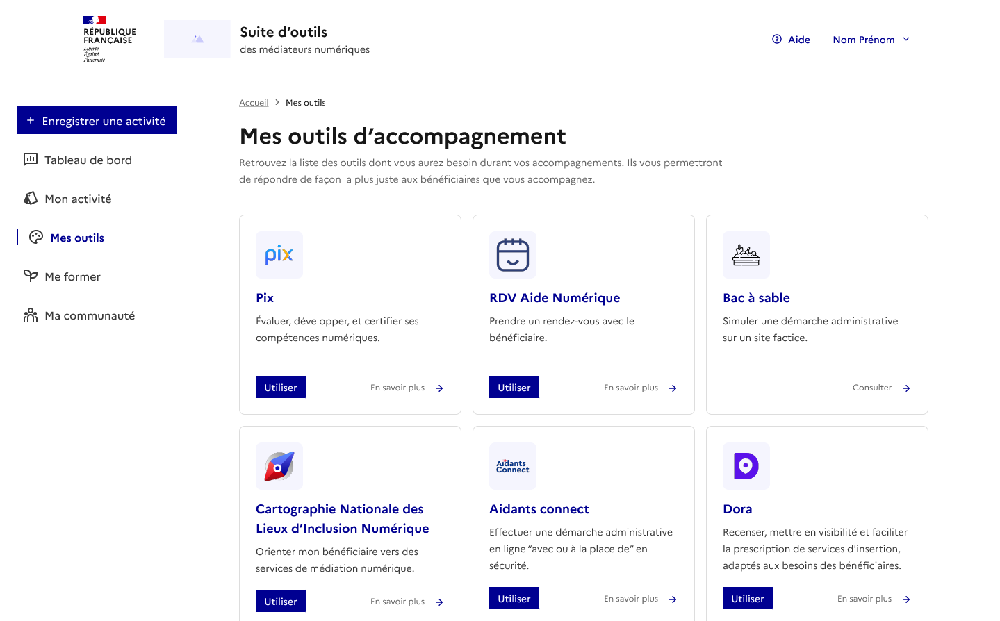 RÉPUBLIQUE
FRANÇAISE
Liberté
Égalité
Fraternité
Suite d’outils
des médiateurs numériques
Aide
Nom Prénom
Enregistrer une activité
Tableau de bord
Mon activité
Mes outils
Me former
Ma communauté
Accueil > Mes outils
Mes outils d’accompagnement
Retrouvez la liste des outils dont vous aurez besoin durant vos accompagnements. Ils vous permettront
de répondre de façon la plus juste aux bénéficiaires que vous accompagnez.
pix
Pix
Évaluer, développer, et certifier ses
compétences numériques.
Utiliser
En savoir plus
RDV Aide Numérique
Prendre un rendez-vous avec le
bénéficiaire.
Utiliser
En savoir plus
Bac à sable
Simuler une démarche administrative
sur un site factice.
Consulter
Cartographie Nationale des
Lieux d’Inclusion Numérique
Orienter mon bénéficiaire vers des
services de médiation numérique.
Utiliser
En savoir plus
Aidants
Connect
Aidants connect
Effectuer une démarche administrative
en ligne “avec ou à la place de” en
sécurité.
Utiliser
En savoir plus
Dora
Recenser, mettre en visibilité et faciliter
la prescription de services d'insertion,
adaptés aux besoins des bénéficiaires.
Utiliser
En savoir plus